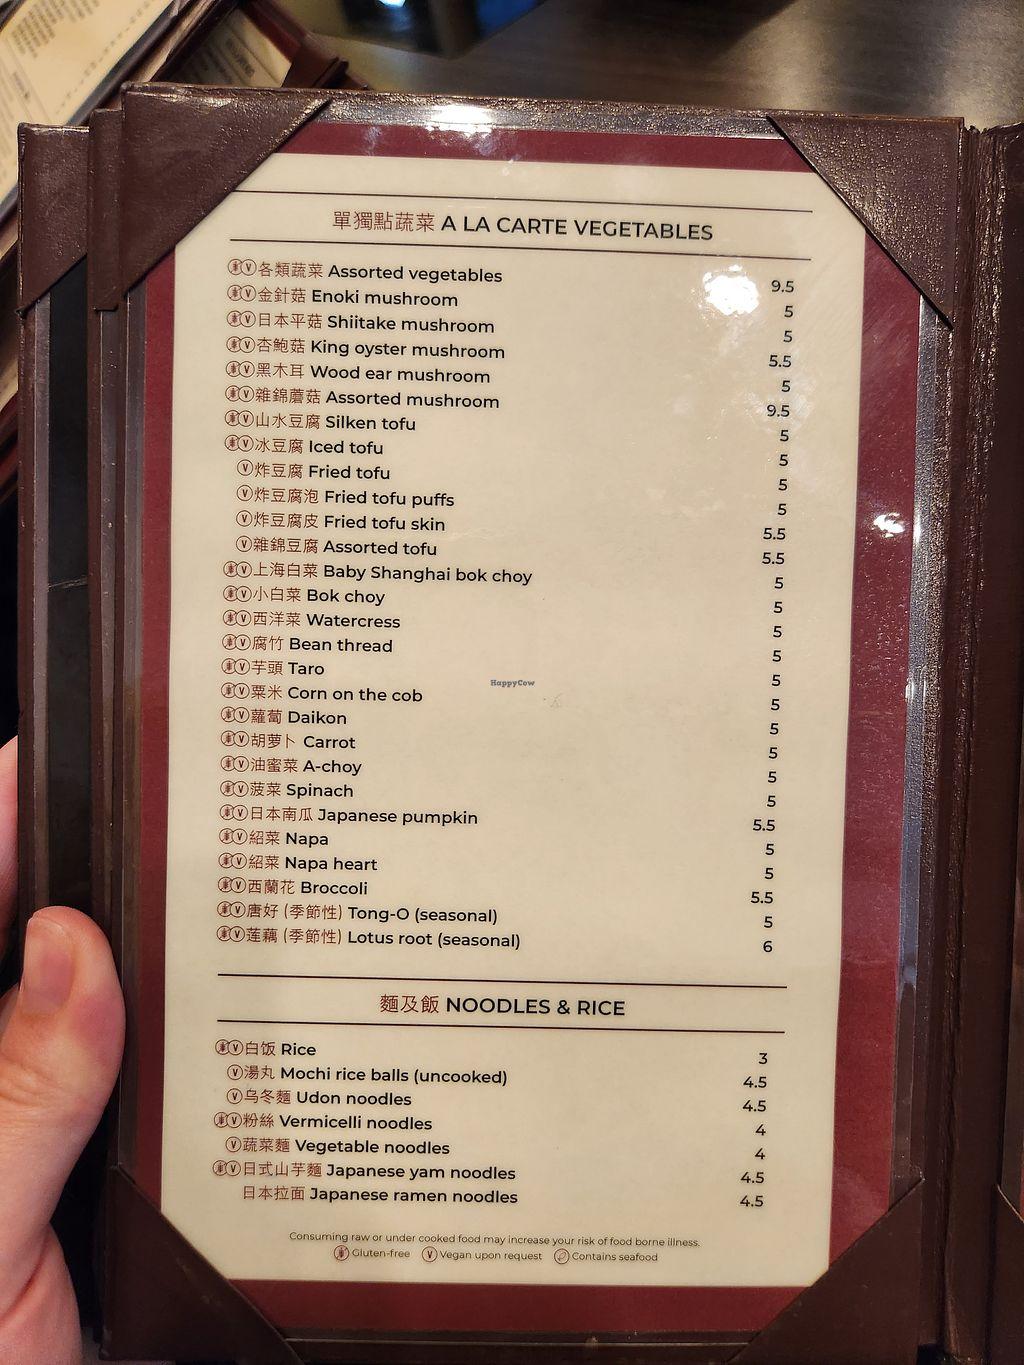 單獨點蔬菜 A LA CARTE VEGETABLES
各類蔬菜 Assorted vegetables 9.5
金針菇 Enoki mushroom 5
日本平菇 Shiitake mushroom 5
杏鮑菇 King oyster mushroom 5.5
黑木耳 Wood ear mushroom 5
雜錦蘑菇 Assorted mushroom 9.5
山水豆腐 Silken tofu 5
冰豆腐 Iced tofu 5
V 炸豆腐 Fried tofu 5
V 炸豆腐泡 Fried tofu puffs 5
V 炸豆腐皮 Fried tofu skin 5.5
V 雜錦豆腐 Assorted tofu 5.5
V 上海白菜 Baby Shanghai bok choy 5
V 小白菜 Bok choy 5
V 西洋菜 Watercress 5
V 腐竹 Bean thread 5
V 芋頭 Taro 5
V 粟米 Corn on the cob 5
V 蘿蔔 Daikon 5
V 胡萝卜 Carrot 5
V 油蜜菜 A-choy 5
V 菠菜 Spinach 5
V 日本南瓜 Japanese pumpkin 5.5
V 紹菜 Napa 5
V 紹菜 Napa heart 5
V 西蘭花 Broccoli 5.5
V 唐好 (季節性) Tong-O (seasonal) 5
V 莲藕 (季節性) Lotus root (seasonal) 6
麵及飯 NOODLES & RICE
V 白饭 Rice 3
V 湯丸 Mochi rice balls (uncooked) 4.5
V 乌冬麵 Udon noodles 4.5
V 粉絲 Vermicelli noodles 4
V 蔬菜麵 Vegetable noodles 4
V 日式山芋麵 Japanese yam noodles 4.5
日本拉面 Japanese ramen noodles 4.5
Consuming raw or under cooked food may increase your risk of food borne illness.
Gluten-free V Vegan upon request Contains seafood
HappyCow